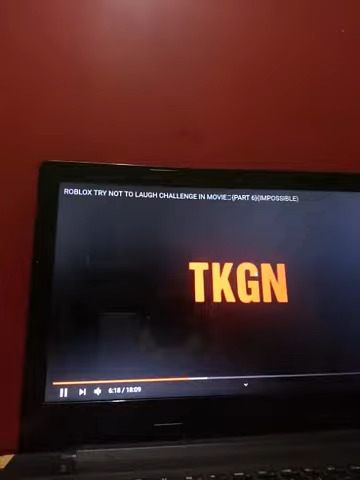 ROBLOX TRY NOT TO LAUGH CHALLENGE IN MOVIE::(PART 6)(IMPOSSIBLE)
TKGN
6:18 / 18:09